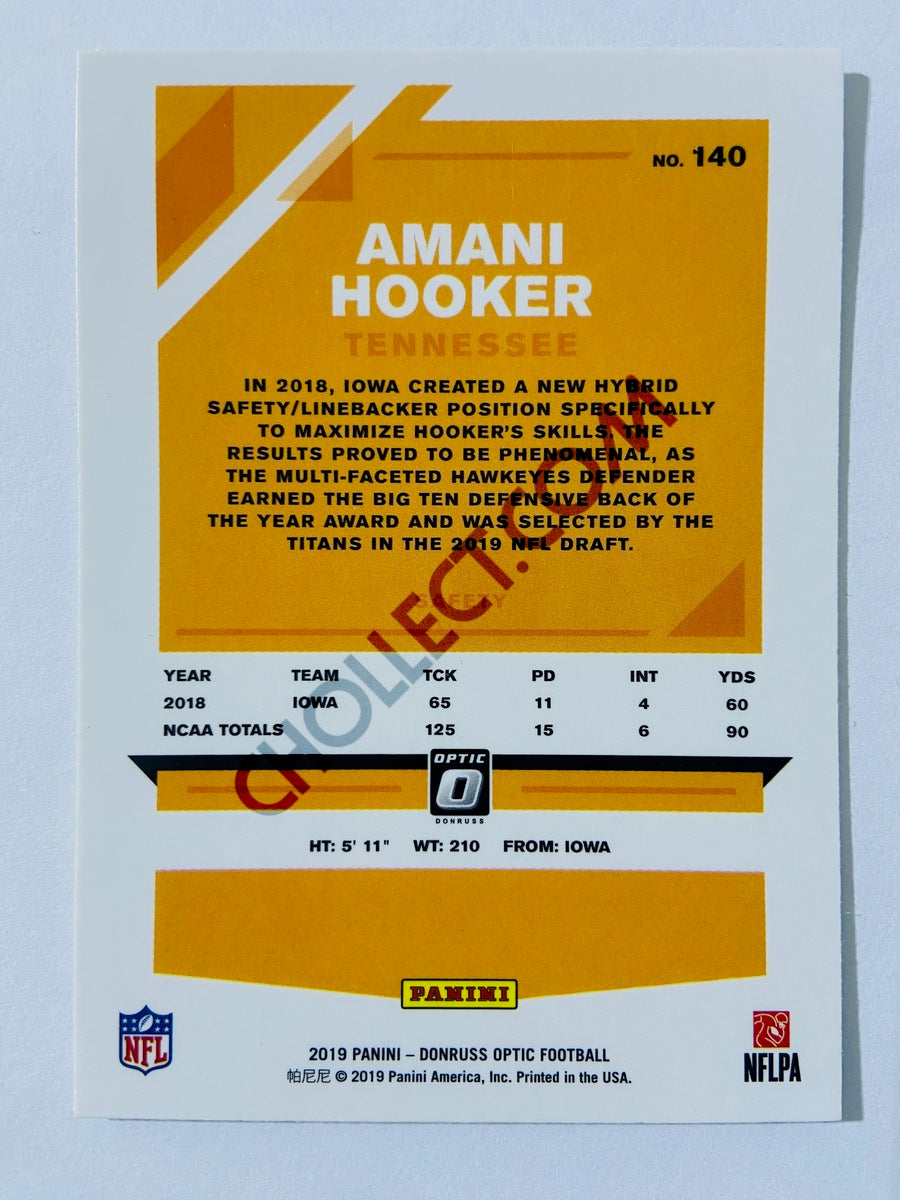 NO. 140
AMANI
HOOKER
TENNESSEE
IN 2018, IOWA CREATED A NEW HYBRID
SAFETY/LINEBACKER POSITION SPECIFICALLY
TO MAXIMIZE HOOKER'S SKILLS. THE
RESULTS PROVED TO BE PHENOMENAL, AS
THE MULTI-FACETED HAWKEYES DEFENDER
EARNED THE BIG TEN DEFENSIVE BACK OF
THE YEAR AWARD AND WAS SELECTED BY THE
TITANS IN THE 2019 NFL DRAFT.
SAFETY
CHOLLECT.COM
YEAR TEAM TCK PD INT YDS
2018 IOWA 65 11 4 60
NCAA TOTALS 125 15 6 90
OPTIC
O
DONRUSS
HT: 5' 11" WT: 210 FROM: IOWA
PANINI
NFL
2019 PANINI – DONRUSS OPTIC FOOTBALL
帕尼尼 © 2019 Panini America, Inc. Printed in the USA.
NFLPA